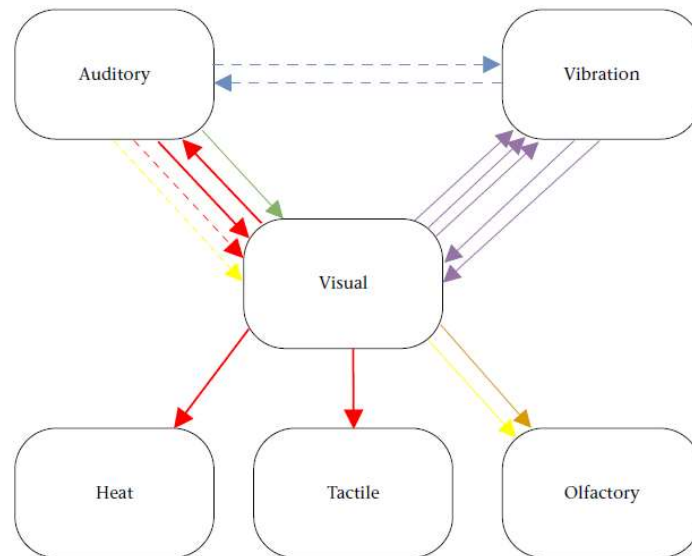 Auditory
Vibration
Visual
Heat
Tactile
Olfactory